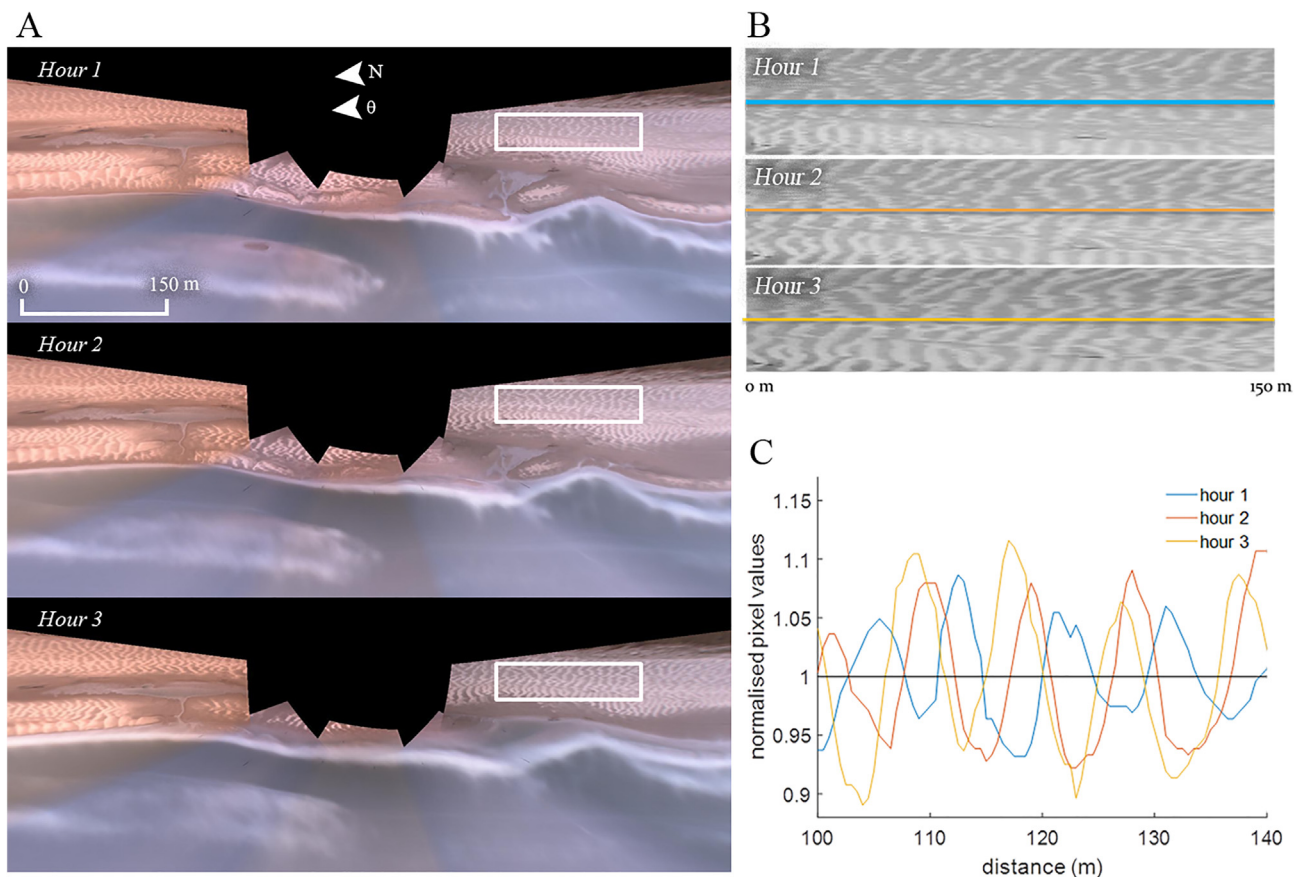 A
Hour 1
N
θ
0 150 m
Hour 2
Hour 3
B
Hour 1
Hour 2
Hour 3
0 m 150 m
C
1.15
1.1
1.05
1
0.95
0.9
normalised pixel values
hour 1
hour 2
hour 3
100 110 120 130 140
distance (m)